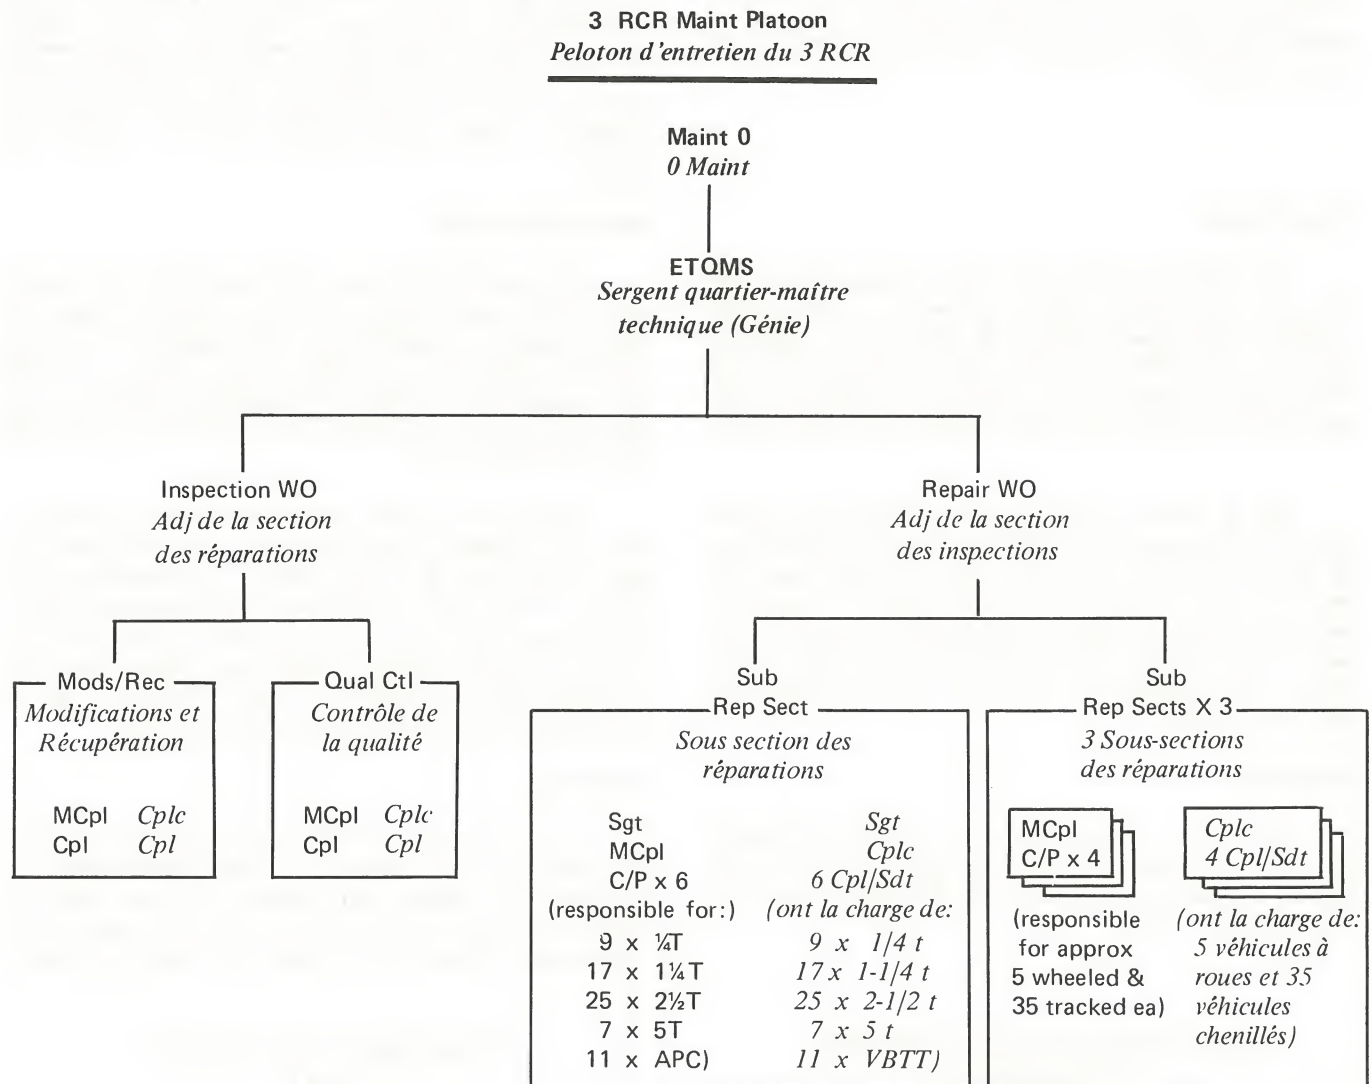 3 RCR Maint Platoon
Peloton d'entretien du 3 RCR
Maint 0
0 Maint
ETQMS
Sergent quartier-maître
technique (Génie)
Inspection WO
Adj de la section
des réparations
Repair WO
Adj de la section
des inspections
Mods/Rec
Modifications et
Récupération
MCpl Cplc
Cpl Cpl
Qual Ctl
Contrôle de
la qualité
MCpl Cplc
Cpl Cpl
Sub
Rep Sect
Sous section des
réparations
Sgt Sgt
MCpl Cplc
C/P x 6 6 Cpl/Sdt
(responsible for:) (ont la charge de:
9 x ¼T 9 x 1/4 t
17 x 1¼T 17 x 1-1/4 t
25 x 2½T 25 x 2-1/2 t
7 x 5T 7 x 5 t
11 x APC) 11 x VBTT)
Sub
Rep Sects X 3
3 Sous-sections
des réparations
MCpl
C/P x 4
(responsible
for approx
5 wheeled &
35 tracked ea)
Cplc
4 Cpl/Sdt
(ont la charge de:
5 véhicules à
roues et 35
véhicules
chenillés)